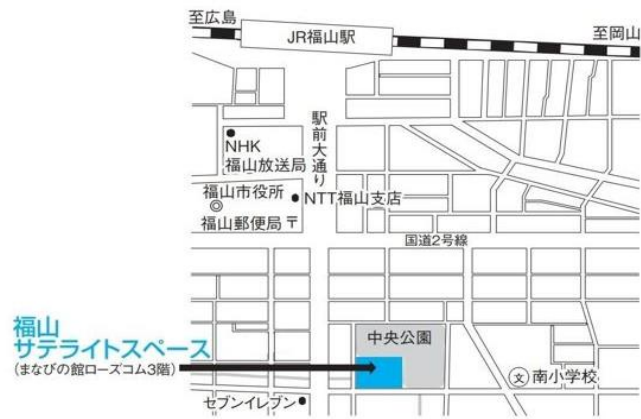 至広島
JR福山駅
至岡山
駅前大通り
NHK
福山放送局
福山市役所
NTT福山支店
福山郵便局〒
国道2号線
福山
サテライトスペース
(まなびの館ローズコム3階)
中央公園
文 南小学校
セブンイレブン